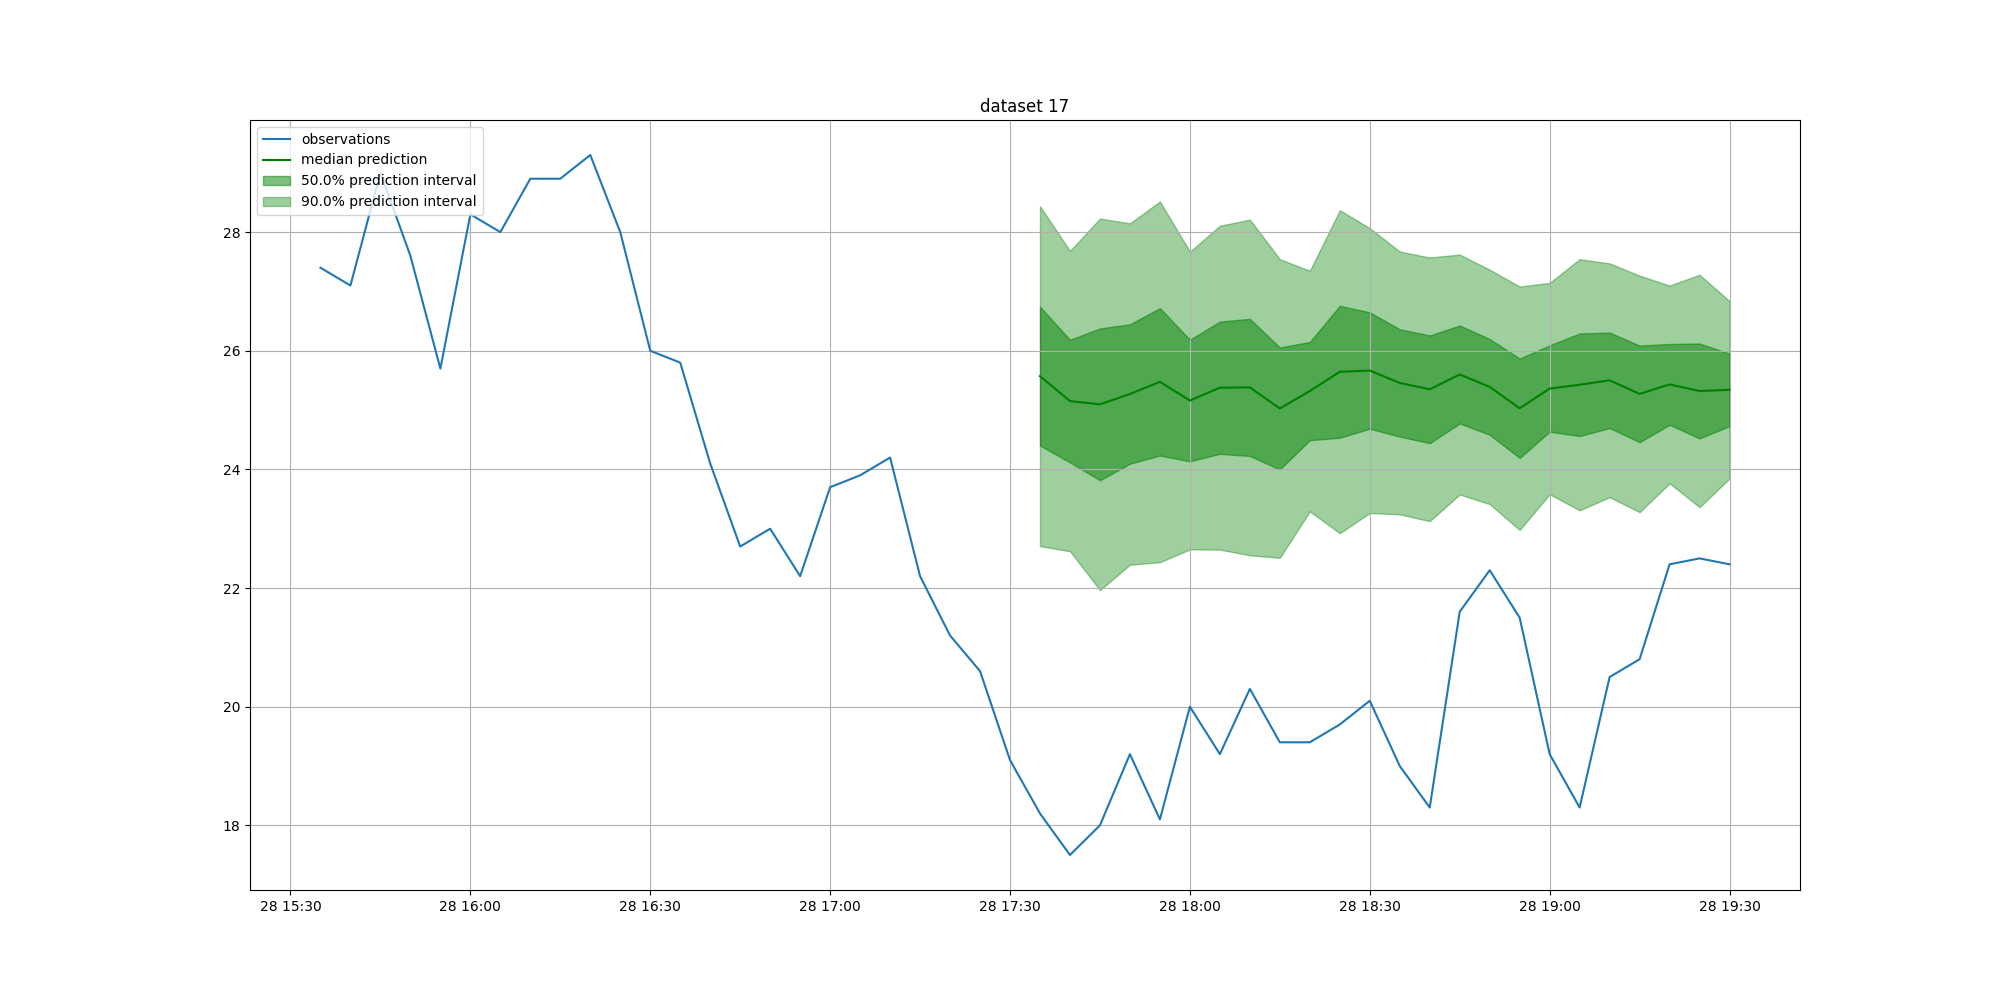 dataset 17
observations
median prediction
50.0% prediction interval
90.0% prediction interval
28
26
24
22
20
18
28 15:30 28 16:00 28 16:30 28 17:00 28 17:30 28 18:00 28 18:30 28 19:00 28 19:30